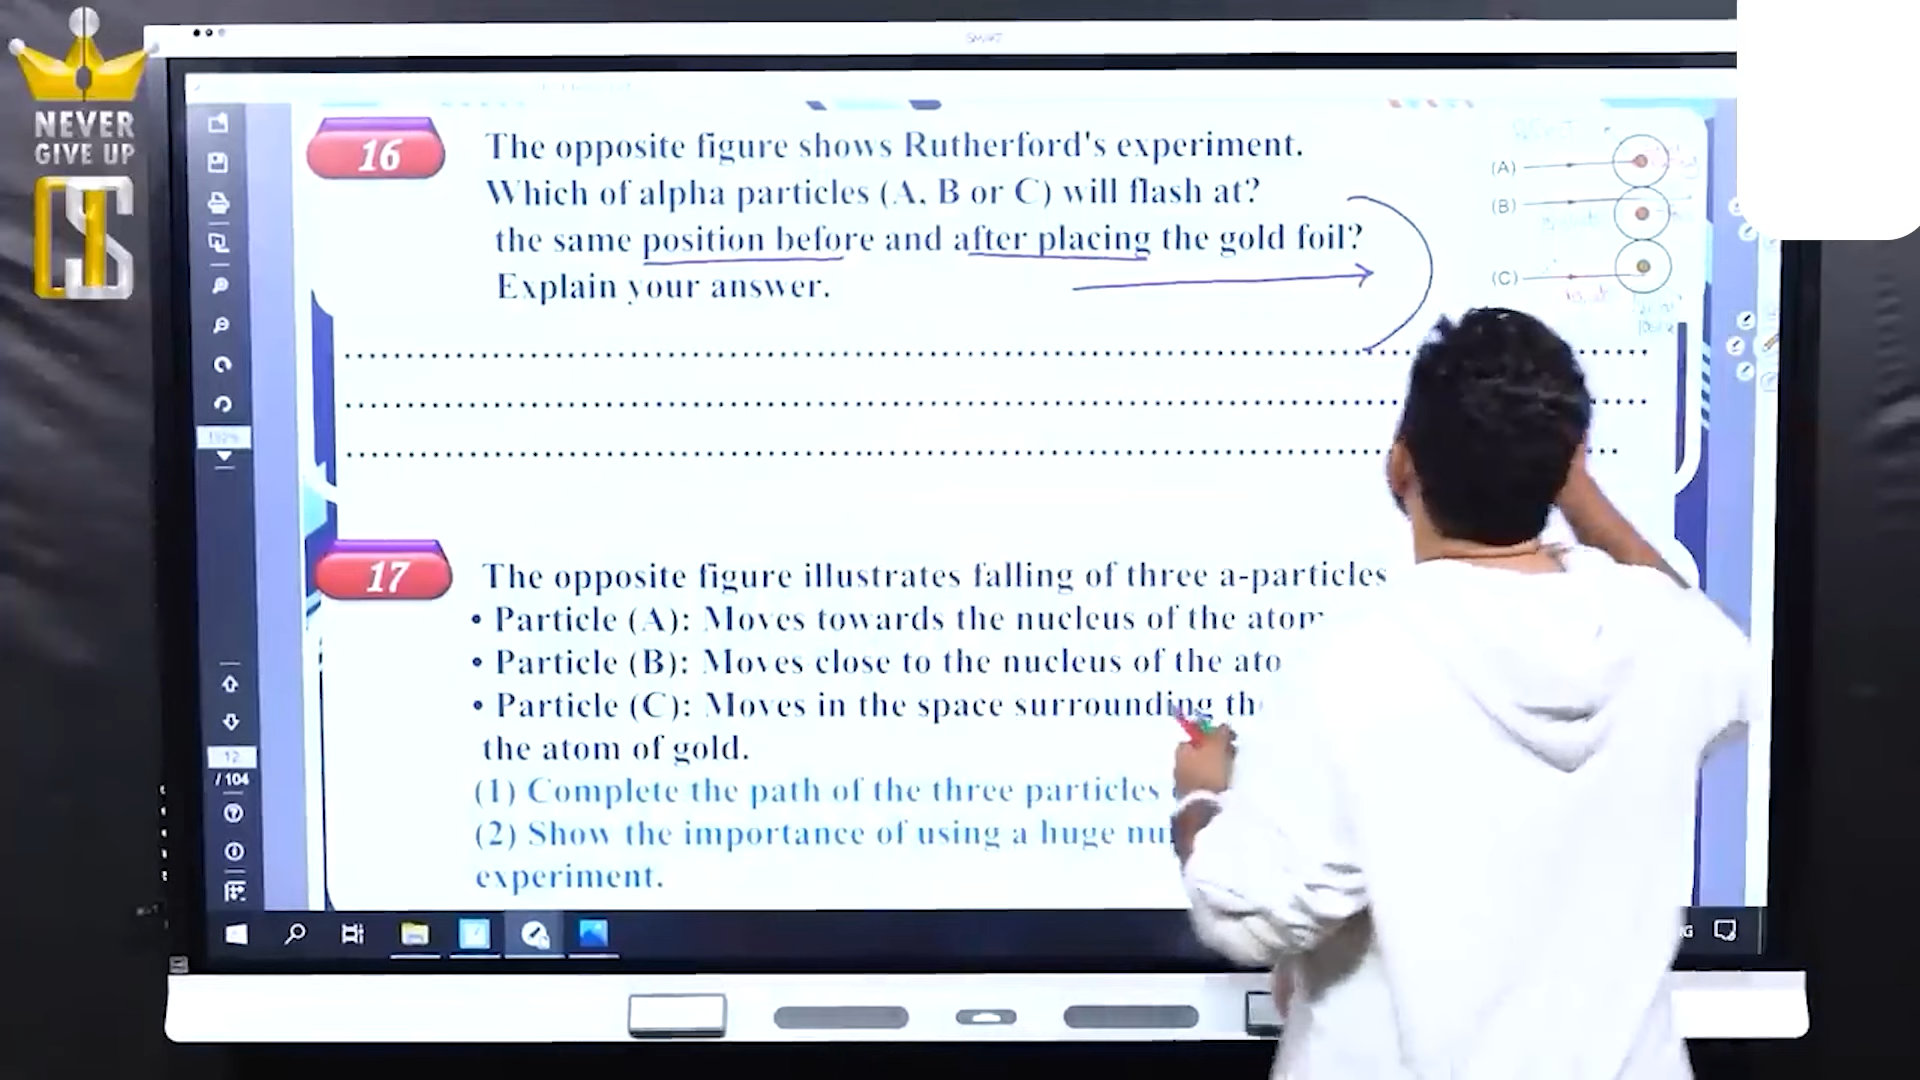 SMART
NEVER
GIVE UP
16
The opposite figure shows Rutherford's experiment.
Which of alpha particles (A, B or C) will flash at?
the same position before and after placing the gold foil?
Explain your answer.
(A)
(B)
(C)
17
The opposite figure illustrates falling of three a-particles
• Particle (A): Moves towards the nucleus of the atom
• Particle (B): Moves close to the nucleus of the ato
• Particle (C): Moves in the space surrounding th
the atom of gold.
(1) Complete the path of the three particles
(2) Show the importance of using a huge nu
experiment.
12
/ 104